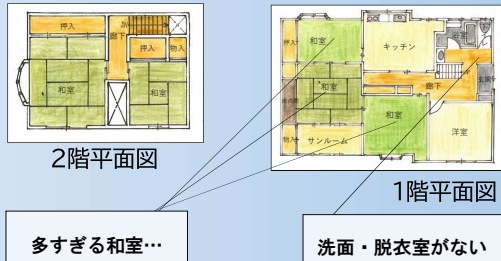 押入
廊下
押入
物入
和室
和室
2階平面図
押入
和室
キッチン
浴室
床の間
和室
廊下
玄関
和室
洋室
物入
サンルーム
1階平面図
多すぎる和室…
洗面・脱衣室がない